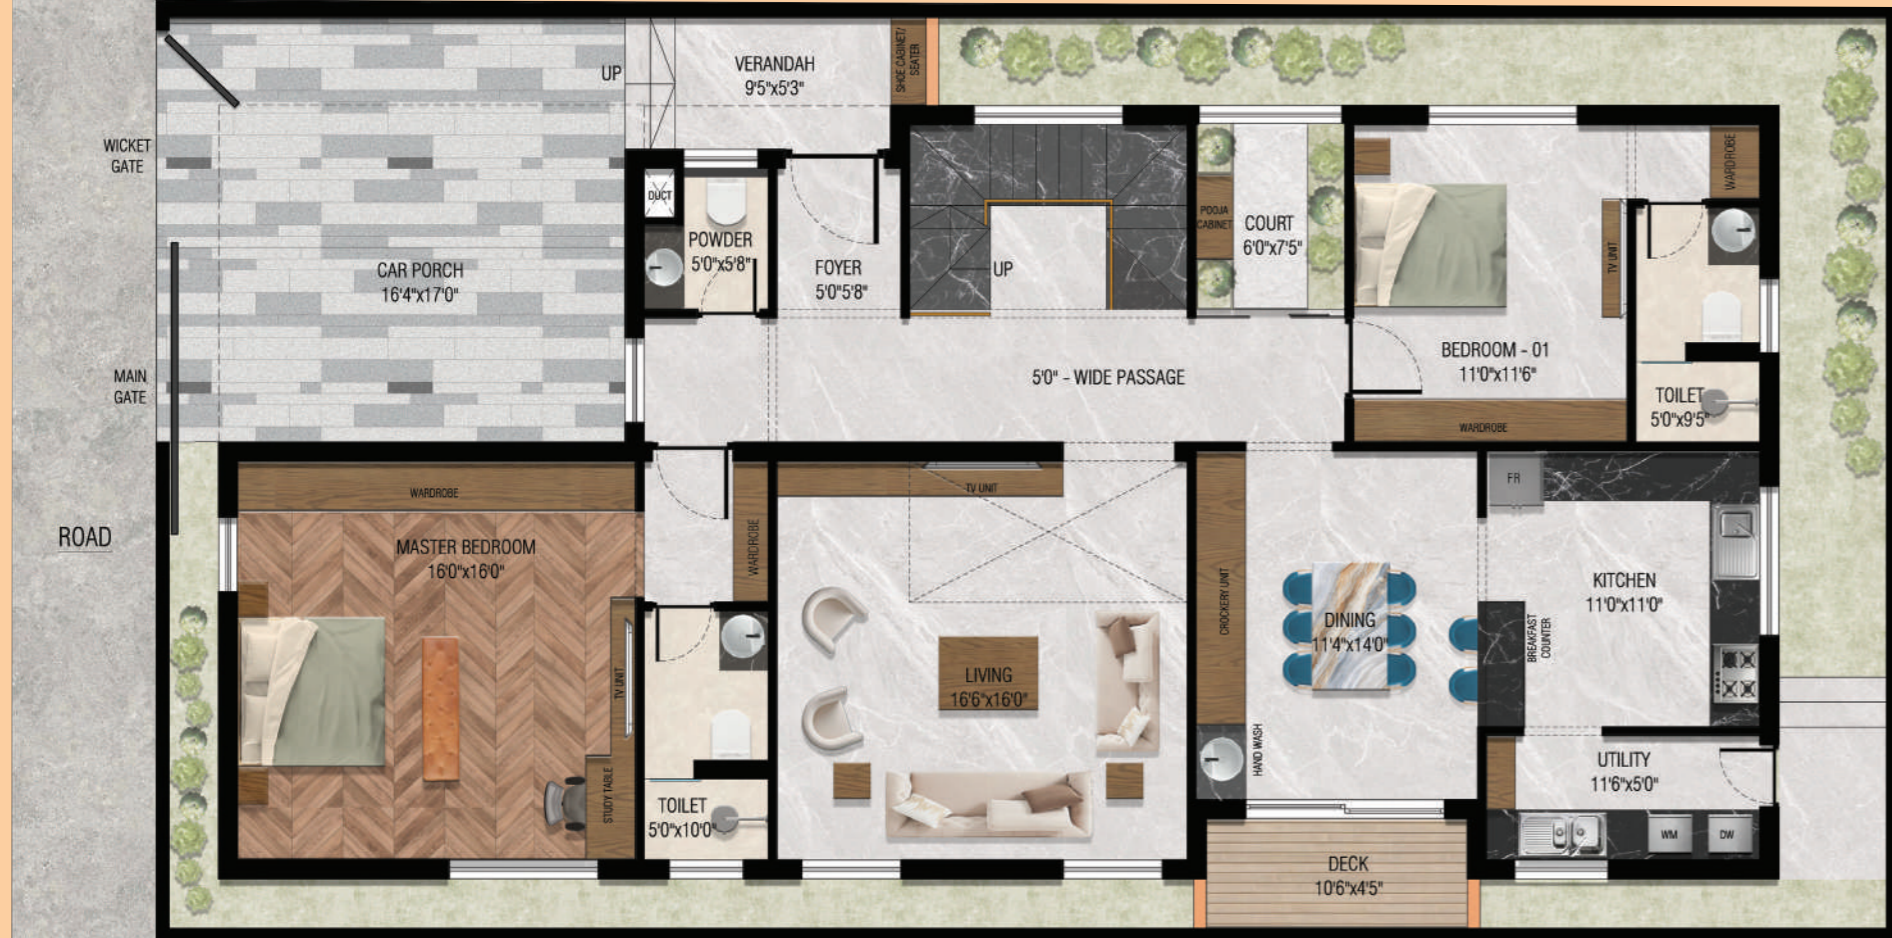 VERANDAH
9'5"x5'3"
SHOE CABINET/
SEATER
UP
WICKET
GATE
DUCT
POWDER
5'0"x5'8"
FOYER
5'0"5'8"
UP
POOJA
CABINET
COURT
6'0"x7'5"
WARDROBE
TV UNIT
CAR PORCH
16'4"x17'0"
MAIN
GATE
5'0" - WIDE PASSAGE
BEDROOM - 01
11'0"x11'6"
TOILET
5'0"x9'5"
WARDROBE
WARDROBE
TV UNIT
FR
ROAD
MASTER BEDROOM
16'0"x16'0"
WARDROBE
CROCKERY UNIT
KITCHEN
11'0"x11'0"
DINING
11'4"x14'0"
BREAKFAST
COUNTER
TV UNIT
LIVING
16'6"x16'0"
HAND WASH
UTILITY
11'6"x5'0"
STUDY TABLE
TOILET
5'0"x10'0"
WM
DW
DECK
10'6"x4'5"